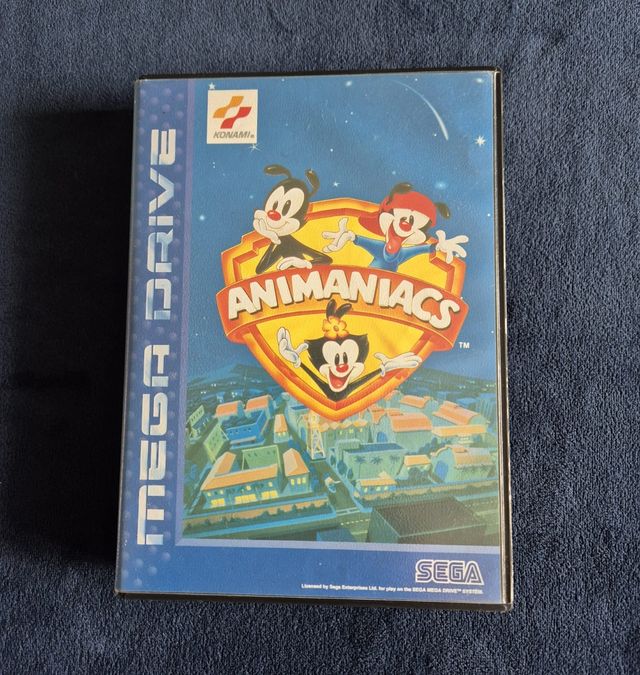 MEGA DRIVE
KONAMI
ANIMANIACS
TM
SEGA
Licensed by Sega Enterprises Ltd. for play on the SEGA MEGA DRIVE™ SYSTEM.